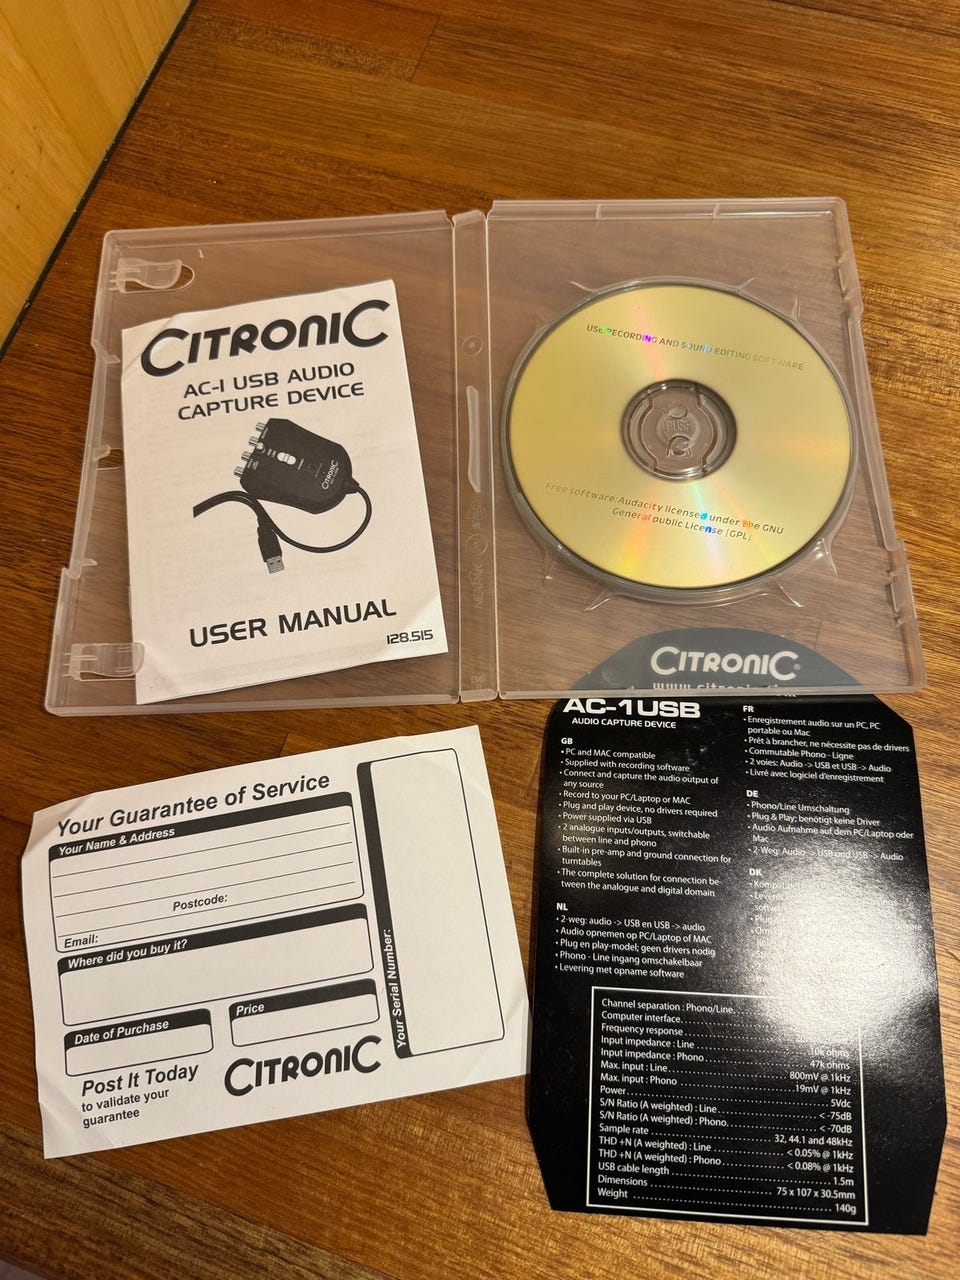 CITRONIC
AC-1 USB AUDIO
CAPTURE DEVICE
CITRONIC
USER MANUAL
128.515
USB RECORDING AND SOUND EDITING SOFTWARE
PUSH
Free software:Audacity licensed under the GNU
General public License [GPL]
CITRONIC®
Your Guarantee of Service
Your Name & Address
Postcode:
Email:
Where did you buy it?
Date of Purchase
Price
Your Serial Number:
Post It Today
to validate your
guarantee
CITRONIC
AC-1USB
AUDIO CAPTURE DEVICE
GB
• PC and MAC compatible
• Supplied with recording software
• Connect and capture the audio output of
any source
• Record to your PC/Laptop or MAC
• Plug and play device, no drivers required
• Power supplied via USB
• 2 analogue inputs/outputs, switchable
between line and phono
• Built-in pre-amp and ground connection for
turntables
• The complete solution for connection be-
tween the analogue and digital domain
NL
• 2-weg: audio -> USB en USB -> audio
• Audio opnemen op PC/Laptop of MAC
• Plug en play-model; geen drivers nodig
• Phono - Line ingang omschakelbaar
• Levering met opname software
FR
• Enregistrement audio sur un PC, PC
portable ou Mac
• Prêt à brancher, ne nécessite pas de drivers
• Commutable Phono - Ligne
• 2 voies: Audio -> USB et USB -> Audio
• Livré avec logiciel d'enregistrement
DE
• Phono/Line Umschaltung
• Plug & Play; benötigt keine Driver
• Audio Aufnahme auf dem PC/Laptop oder
Mac
• 2-Weg: Audio -> USB und USB -> Audio
DK
Channel separation : Phono/Line
Computer interface
Frequency response
Input impedance : Line 10k ohms
Input impedance : Phono 47k ohms
Max. input : Line 800mV @ 1kHz
Max. input : Phono 19mV @ 1kHz
Power 5Vdc
S/N Ratio (A weighted) : Line < -75dB
S/N Ratio (A weighted) : Phono < -70dB
Sample rate 32, 44.1 and 48kHz
THD +N (A weighted) : Line < 0.05% @ 1kHz
THD +N (A weighted) : Phono < 0.08% @ 1kHz
USB cable length 1.5m
Dimensions 75 x 107 x 30.5mm
Weight 140g